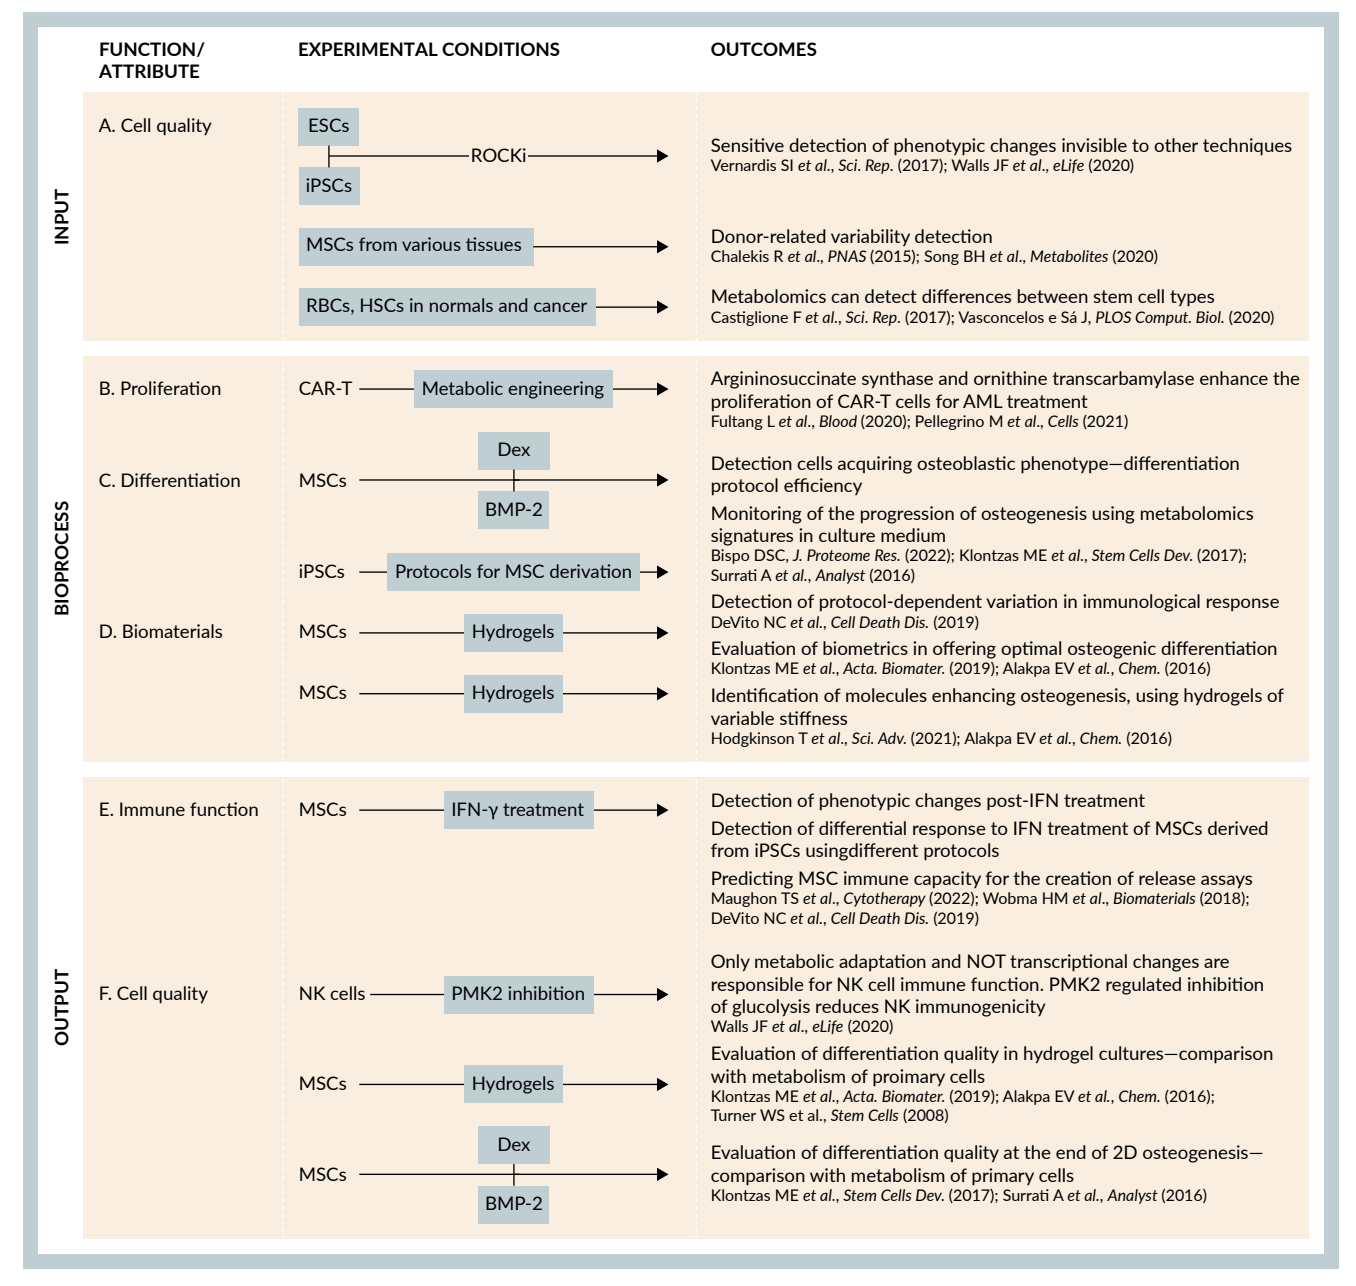 FUNCTION/
ATTRIBUTE
EXPERIMENTAL CONDITIONS
OUTCOMES
INPUT
A. Cell quality
ESCs
ROCKi
iPSCs
Sensitive detection of phenotypic changes invisible to other techniques
Vernardis SI et al., Sci. Rep. (2017); Walls JF et al., eLife (2020)
MSCs from various tissues
Donor-related variability detection
Chalekis R et al., PNAS (2015); Song BH et al., Metabolites (2020)
RBCs, HSCs in normals and cancer
Metabolomics can detect differences between stem cell types
Castiglione F et al., Sci. Rep. (2017); Vasconcelos e Sá J, PLOS Comput. Biol. (2020)
BIOPROCESS
B. Proliferation
CAR-T
Metabolic engineering
Argininosuccinate synthase and ornithine transcarbamylase enhance the
proliferation of CAR-T cells for AML treatment
Fultang L et al., Blood (2020); Pellegrino M et al., Cells (2021)
C. Differentiation
MSCs
Dex
BMP-2
Detection cells acquiring osteoblastic phenotype—differentiation
protocol efficiency
Monitoring of the progression of osteogenesis using metabolomics
signatures in culture medium
Bispo DSC, J. Proteome Res. (2022); Klontzas ME et al., Stem Cells Dev. (2017);
Surrati A et al., Analyst (2016)
iPSCs
Protocols for MSC derivation
Detection of protocol-dependent variation in immunological response
DeVito NC et al., Cell Death Dis. (2019)
D. Biomaterials
MSCs
Hydrogels
Evaluation of biometrics in offering optimal osteogenic differentiation
Klontzas ME et al., Acta. Biomater. (2019); Alakpa EV et al., Chem. (2016)
MSCs
Hydrogels
Identification of molecules enhancing osteogenesis, using hydrogels of
variable stiffness
Hodgkinson T et al., Sci. Adv. (2021); Alakpa EV et al., Chem. (2016)
OUTPUT
E. Immune function
MSCs
IFN-γ treatment
Detection of phenotypic changes post-IFN treatment
Detection of differential response to IFN treatment of MSCs derived
from iPSCs usingdifferent protocols
Predicting MSC immune capacity for the creation of release assays
Maughon TS et al., Cytotherapy (2022); Wobma HM et al., Biomaterials (2018);
DeVito NC et al., Cell Death Dis. (2019)
F. Cell quality
NK cells
PMK2 inhibition
Only metabolic adaptation and NOT transcriptional changes are
responsible for NK cell immune function. PMK2 regulated inhibition
of glucolysis reduces NK immunogenicity
Walls JF et al., eLife (2020)
MSCs
Hydrogels
Evaluation of differentiation quality in hydrogel cultures—comparison
with metabolism of proimary cells
Klontzas ME et al., Acta. Biomater. (2019); Alakpa EV et al., Chem. (2016);
Turner WS et al., Stem Cells (2008)
MSCs
Dex
BMP-2
Evaluation of differentiation quality at the end of 2D osteogenesis—
comparison with metabolism of primary cells
Klontzas ME et al., Stem Cells Dev. (2017); Surrati A et al., Analyst (2016)